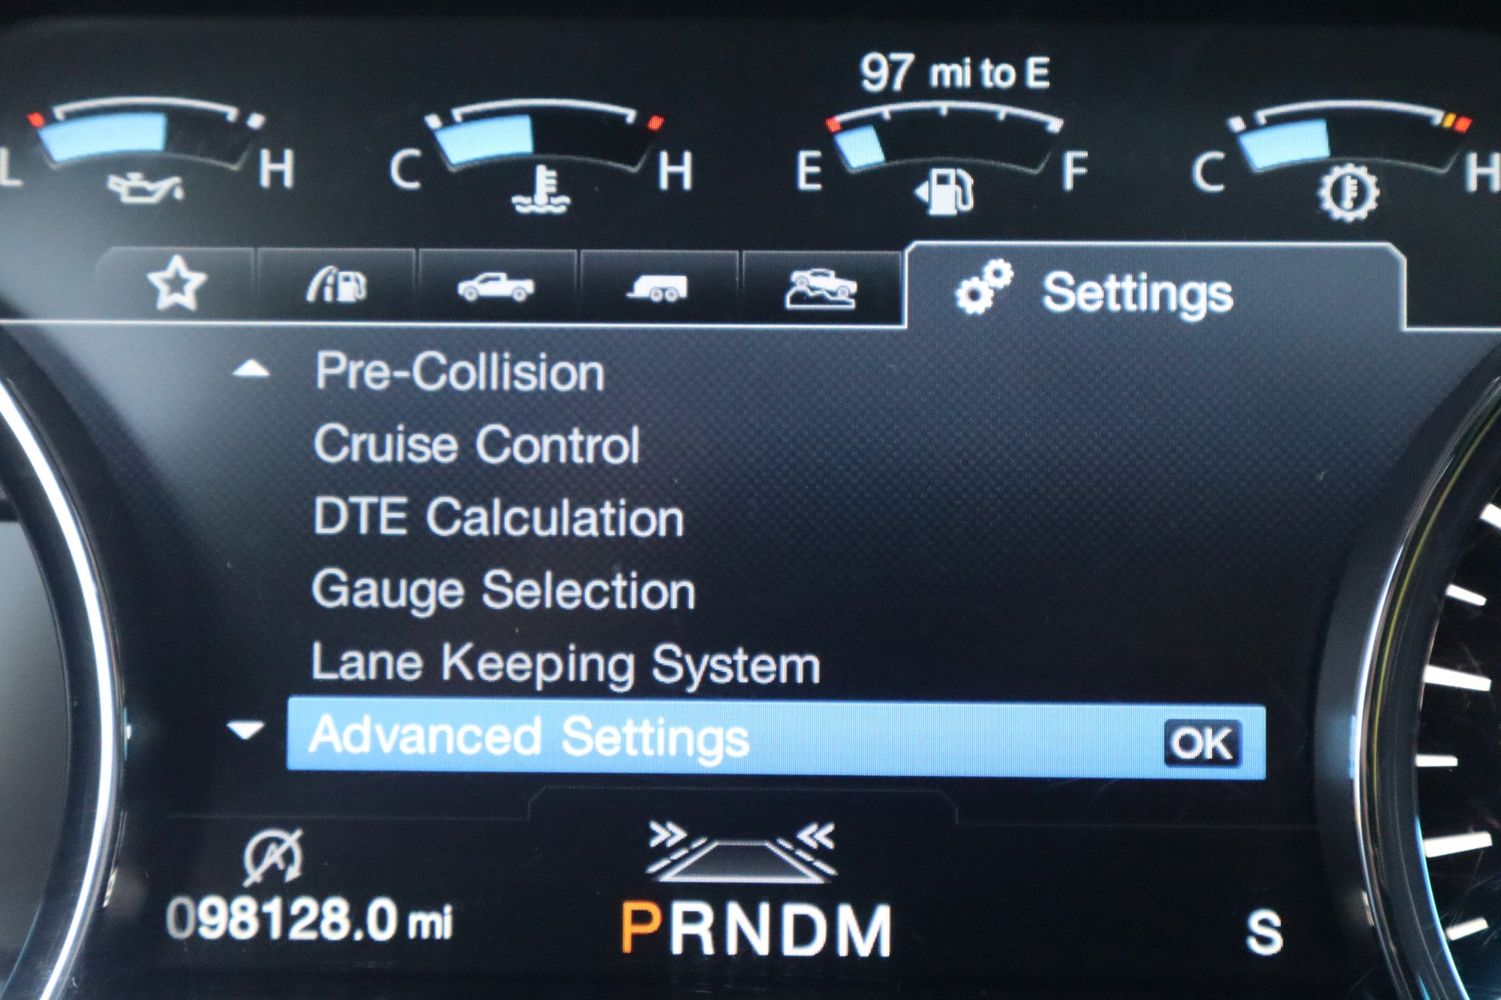 97 mi to E
L H C H E F C H
Settings
Pre-Collision
Cruise Control
DTE Calculation
Gauge Selection
Lane Keeping System
Advanced Settings OK
A
098128.0 mi PRNDM S